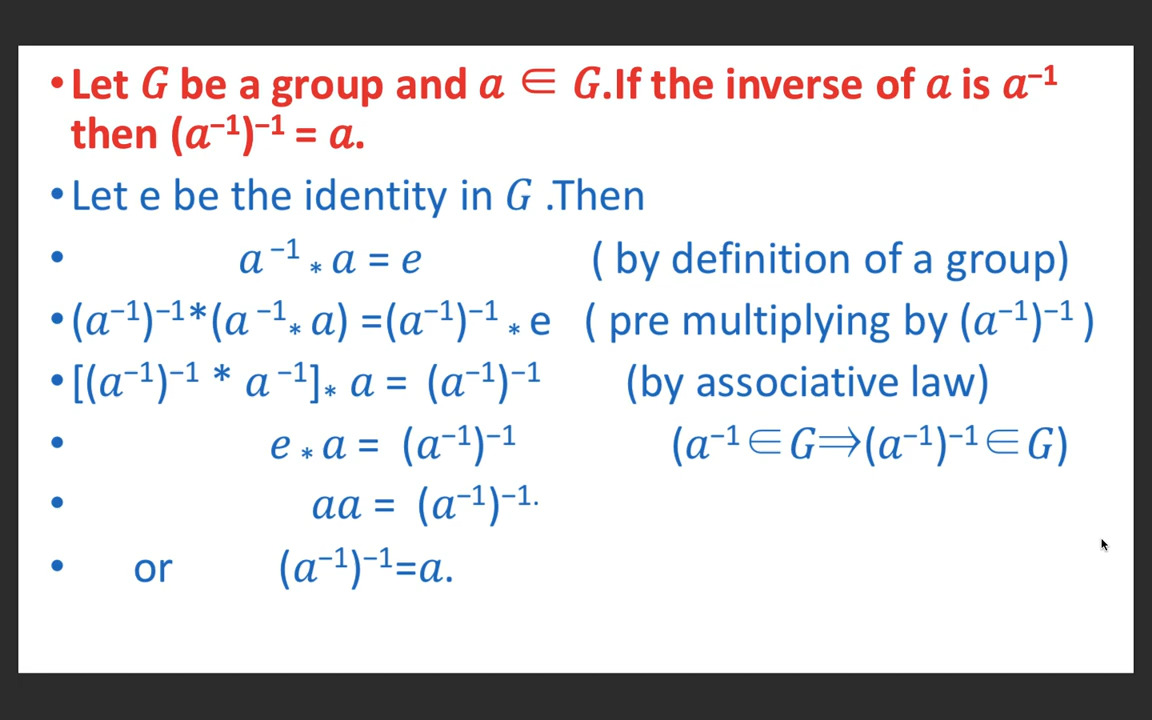 •Let G be a group and a ∈ G.If the inverse of a is a⁻¹
then (a⁻¹)⁻¹ = a.
•Let e be the identity in G .Then
• a ⁻¹ * a = e ( by definition of a group)
•(a⁻¹)⁻¹*(a ⁻¹* a) =(a⁻¹)⁻¹ * e ( pre multiplying by (a⁻¹)⁻¹ )
•[(a⁻¹)⁻¹ * a ⁻¹]* a = (a⁻¹)⁻¹ (by associative law)
• e * a = (a⁻¹)⁻¹ (a⁻¹∈G⟹(a⁻¹)⁻¹∈G)
• aa = (a⁻¹)⁻¹.
• or (a⁻¹)⁻¹=a.